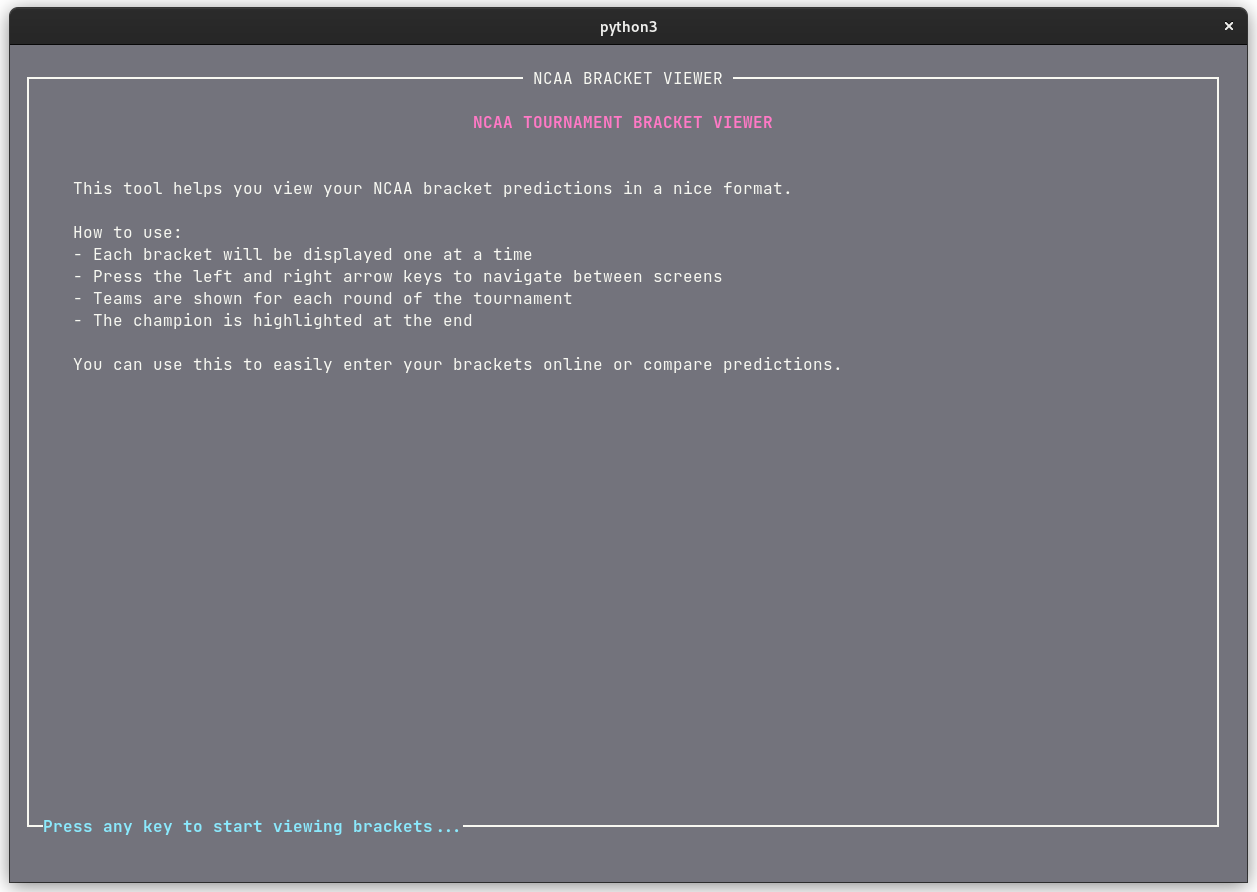 python3
NCAA BRACKET VIEWER
NCAA TOURNAMENT BRACKET VIEWER
This tool helps you view your NCAA bracket predictions in a nice format.
How to use:
- Each bracket will be displayed one at a time
- Press the left and right arrow keys to navigate between screens
- Teams are shown for each round of the tournament
- The champion is highlighted at the end
You can use this to easily enter your brackets online or compare predictions.
Press any key to start viewing brackets...